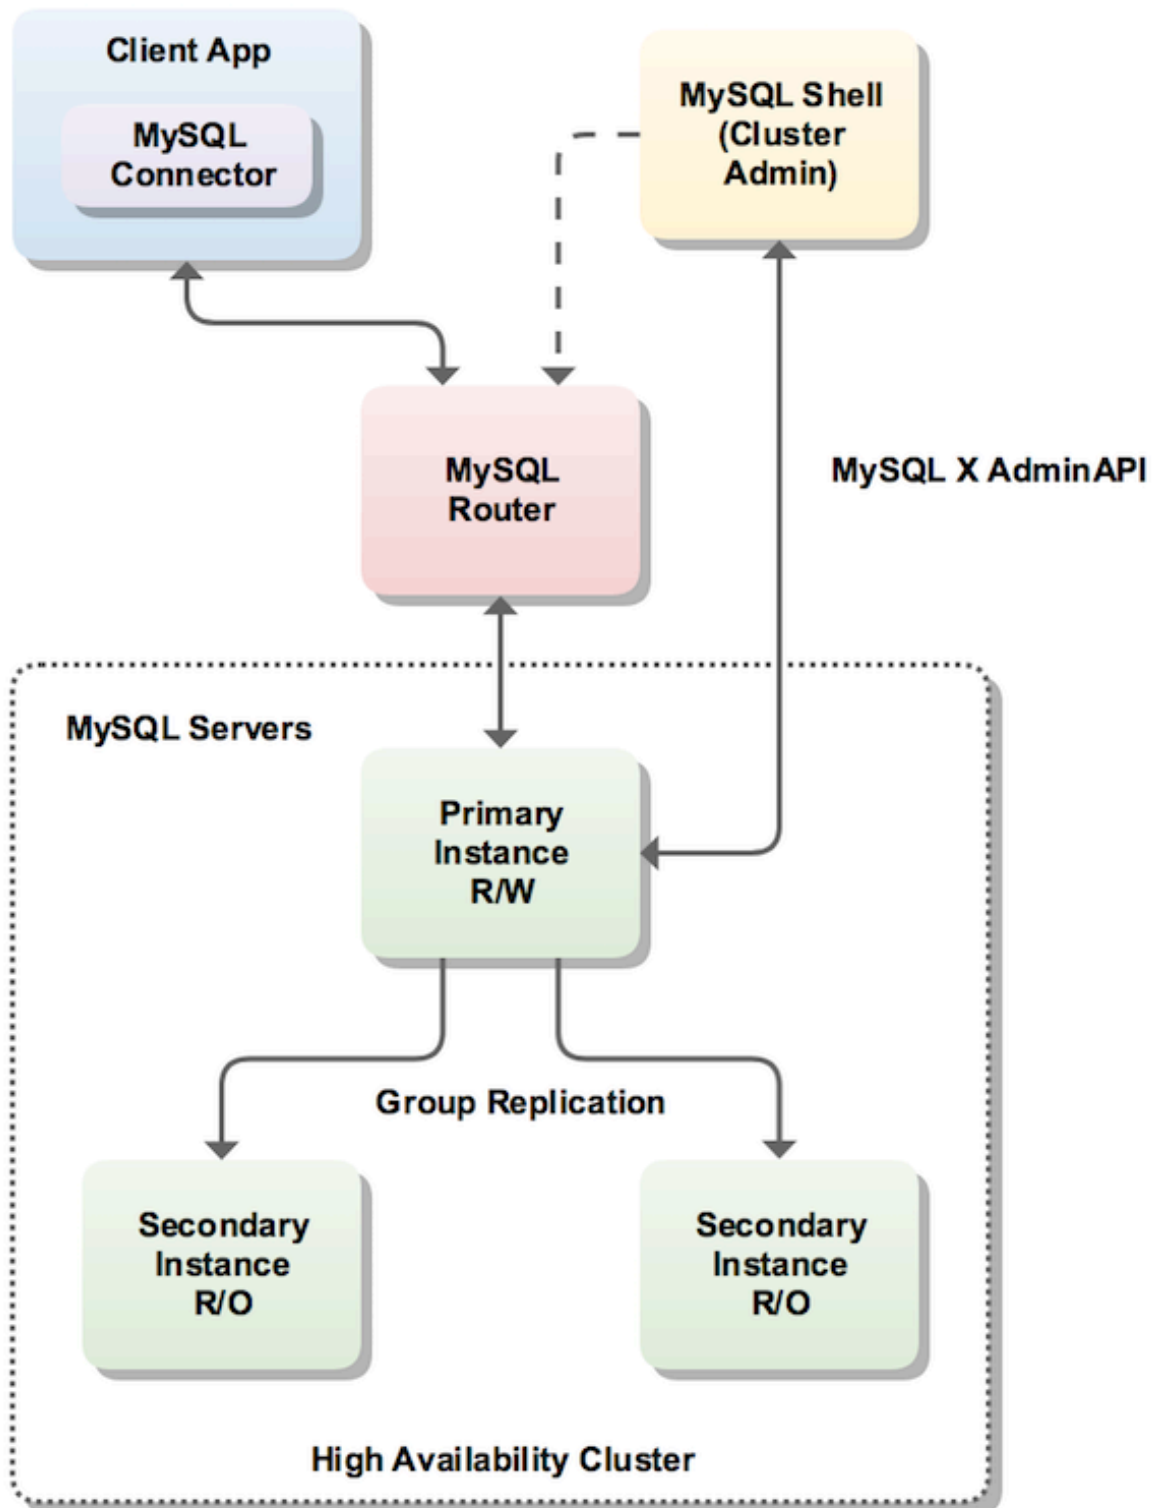 Client App
MySQL
Connector
MySQL Shell
(Cluster
Admin)
MySQL
Router
MySQL X AdminAPI
MySQL Servers
Primary
Instance
R/W
Group Replication
Secondary
Instance
R/O
Secondary
Instance
R/O
High Availability Cluster